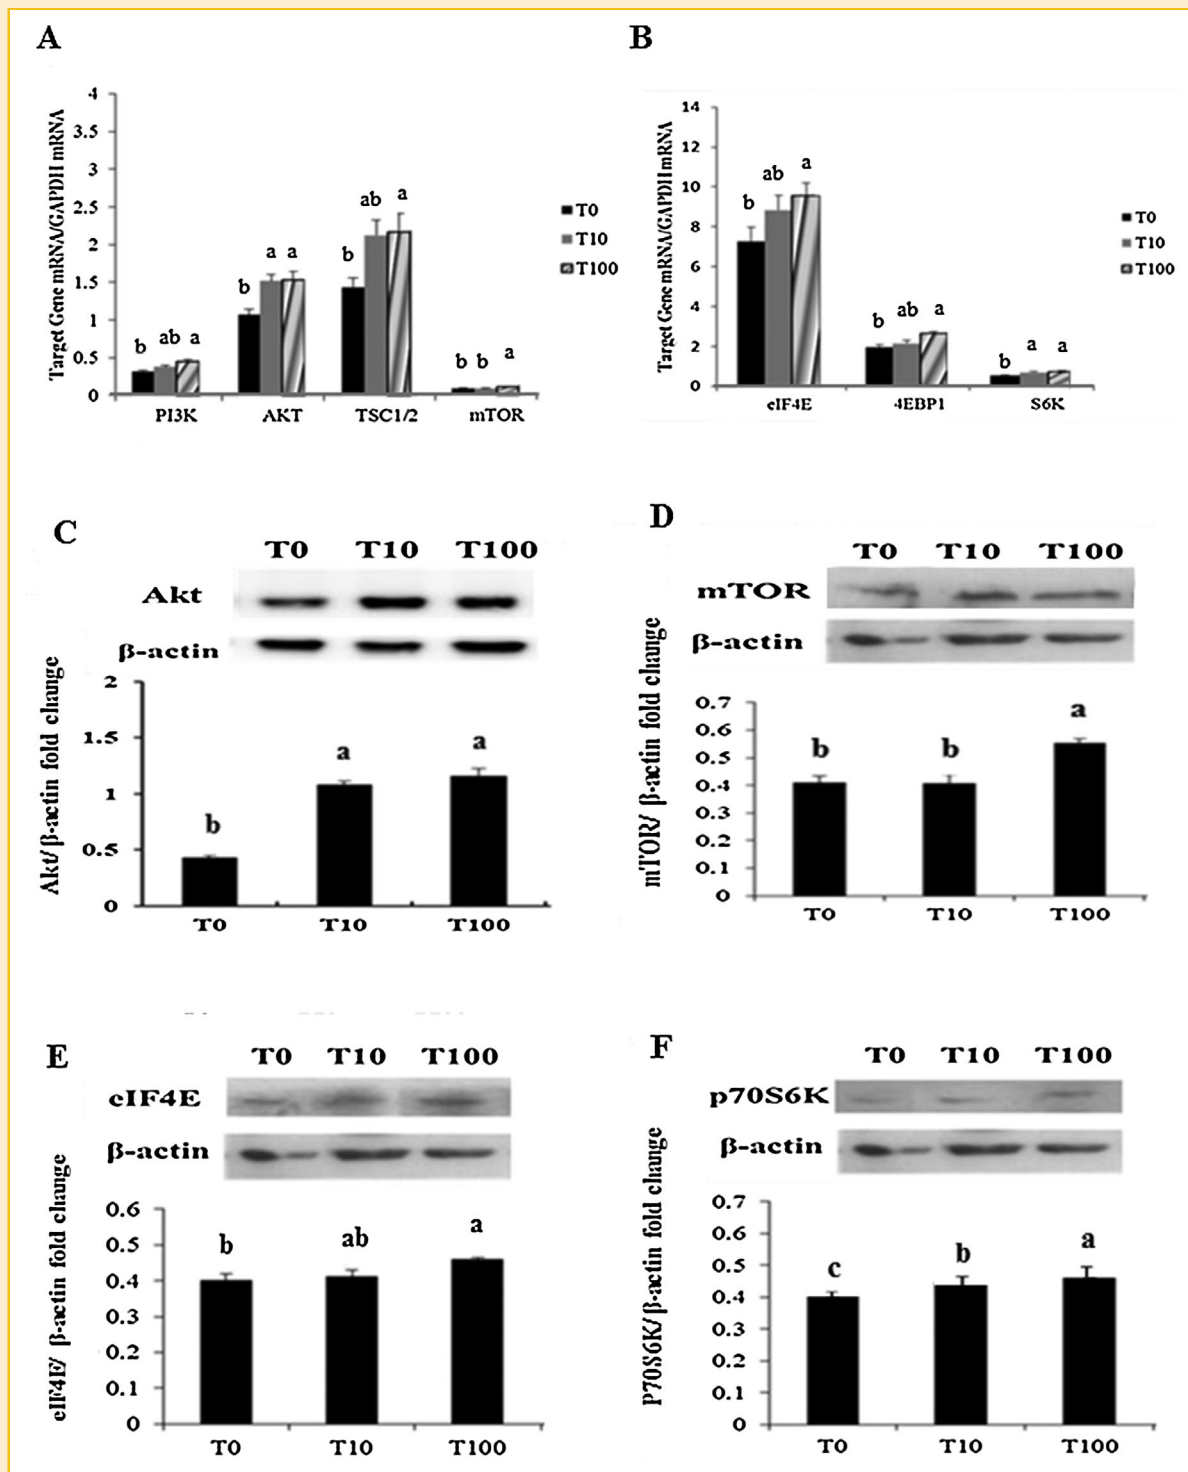 A
Target Gene mRNA/GAPDH mRNA
4
3.5
3
2.5
2
1.5
1
0.5
0
b ab a
b a a
b ab a
b b a
PI3K AKT TSC1/2 mTOR
T0
T10
T100
B
Target Gene mRNA/GAPDH mRNA
14
12
10
8
6
4
2
0
b ab a
b ab a
b a a
eIF4E 4EBP1 S6K
T0
T10
T100
C
T0 T10 T100
Akt
β-actin
Akt/ β-actin fold change
2
1.5
1
0.5
0
b a a
T0 T10 T100
D
T0 T10 T100
mTOR
β-actin
mTOR/ β-actin fold change
0.7
0.6
0.5
0.4
0.3
0.2
0.1
0
b b a
T0 T10 T100
E
T0 T10 T100
eIF4E
β-actin
eIF4E/ β-actin fold change
0.6
0.5
0.4
0.3
0.2
0.1
0
b ab a
T0 T10 T100
F
T0 T10 T100
p70S6K
β-actin
P70S6K/ β-actin fold change
0.7
0.6
0.5
0.4
0.3
0.2
0.1
0
c b a
T0 T10 T100